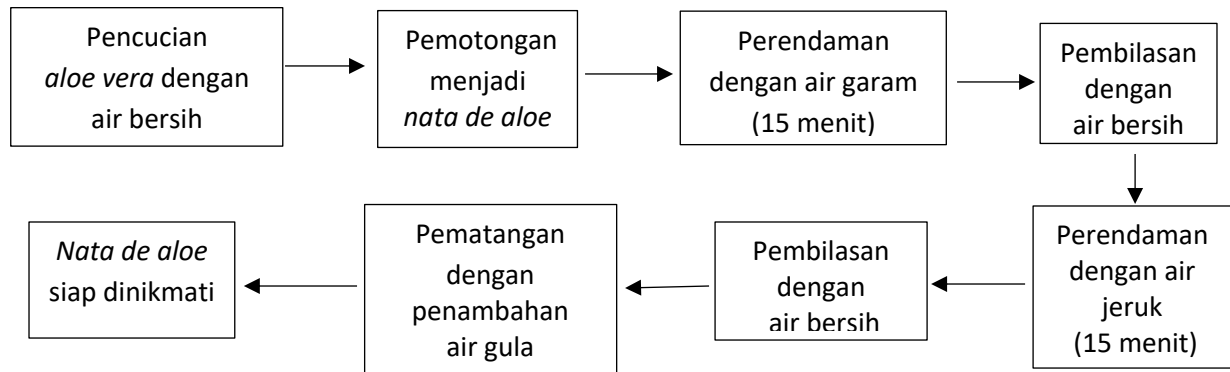 Pencucian
aloe vera dengan
air bersih
Pemotongan
menjadi
nata de aloe
Perendaman
dengan air garam
(15 menit)
Pembilasan
dengan
air bersih
Perendaman
dengan air
jeruk
(15 menit)
Pembilasan
dengan
air bersih
Pematangan
dengan
penambahan
air gula
Nata de aloe
siap dinikmati